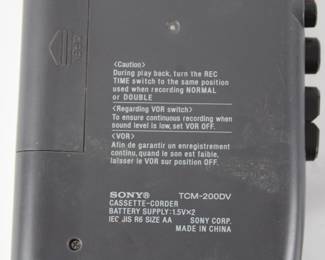 <Caution>
During play back, turn the REC
TIME switch to the same position
used when recording NORMAL
or DOUBLE
<Regarding VOR switch>
To ensure continuous recording when
sound level is low, set VOR OFF.
<VOR>
Afin de garantir un enregistrement
continu, quand le son est faible,
laisser le VOR sur position OFF.
SONY® TCM-200DV
CASSETTE-CORDER
BATTERY SUPPLY: 1.5V×2
IEC JIS R6 SIZE AA SONY CORP.
MADE IN CHINA